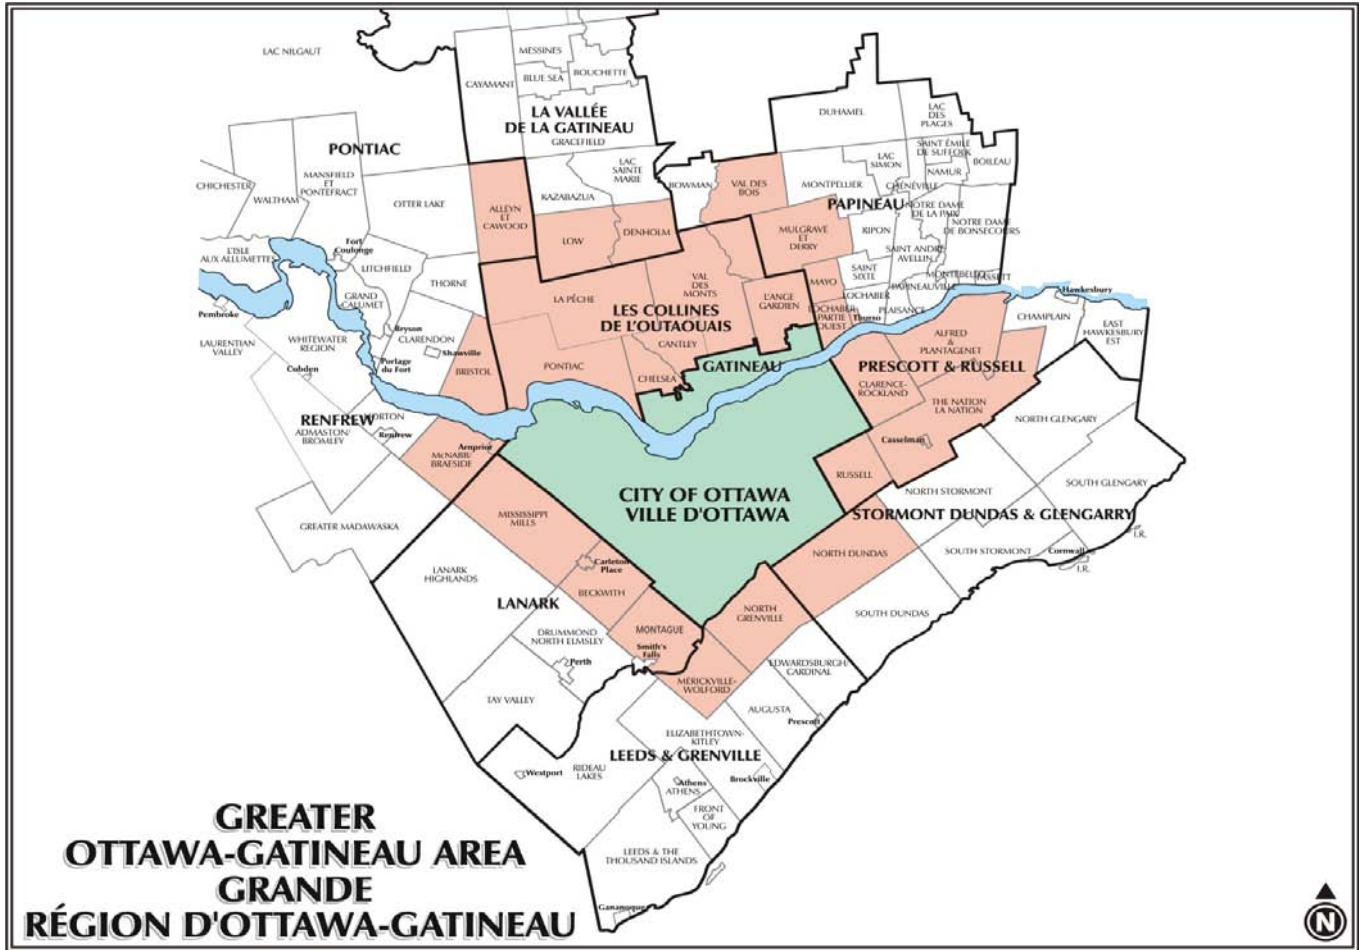 LAC NILGAUT
MESSINES
BLUE SEA
BOUCHETTE
CAYAMANT
LA VALLÉE
DE LA GATINEAU
GRACEFIELD
DUHAMEL
LAC
DES
PLAGES
PONTIAC
MANSFIELD
ET
PONTEFRACT
CHICHESTER
WALTHAM
OTTER LAKE
ALLEYN
ET
CAWOOD
KAZABAZUA
LAC
SAINTE
MARIE
BOWMAN
VAL DES
BOIS
MONTPELLIER
LAC
SIMON
SAINT ÉMILE
DE SUFFOLK
NAMUR
BOILEAU
CHÉNÉVILLE
PAPINEAU
NOTRE DAME
DE LA PAIX
NOTRE DAME
DE BONSECOURS
LOW
DENHOLM
MULGRAVE
ET
DERRY
RIPON
SAINT ANDRÉ
AVELLIN
L'ISLE
AUX ALLUMETTES
Fort
Coulonge
LITCHFIELD
THORNE
GRAND
CALUMET
LA PÊCHE
VAL
DES
MONTS
L'ANGE
GARDIEN
MAYO
SAINT
SIXTE
MONTEBELLO
FASSETT
PAPINEAUVILLE
LOCHABER
PLAISANCE
LOCHABER
PARTIE
OUEST
Thurso
Hawkesbury
CHAMPLAIN
EAST
HAWKESBURY
EST
Pembroke
LAURENTIAN
VALLEY
WHITEWATER
REGION
Bryson
CLARENDON
Shawville
Portage
du Fort
BRISTOL
Cobden
LES COLLINES
DE L'OUTAOUAIS
CANTLEY
PONTIAC
CHELSEA
GATINEAU
ALFRED
&
PLANTAGENET
PRESCOTT & RUSSELL
CLARENCE-
ROCKLAND
THE NATION
LA NATION
RENFREW
HORTON
ADMASTON/
BROMLEY
Renfrew
Arnprior
McNABB/
BRAESIDE
Casselman
NORTH GLENGARY
RUSSELL
SOUTH GLENGARY
CITY OF OTTAWA
VILLE D'OTTAWA
NORTH STORMONT
STORMONT DUNDAS & GLENGARRY
GREATER MADAWASKA
MISSISSIPPI
MILLS
NORTH DUNDAS
SOUTH STORMONT
Cornwall
I.R.
I.R.
LANARK
HIGHLANDS
Carleton
Place
BECKWITH
LANARK
NORTH
GRENVILLE
SOUTH DUNDAS
DRUMMOND
NORTH ELMSLEY
MONTAGUE
Smith's
Falls
Perth
EDWARDSBURGH/
CARDINAL
MERICKVILLE-
WOLFORD
TAY VALLEY
AUGUSTA
Prescott
ELIZABETHTOWN-
KITLEY
LEEDS & GRENVILLE
Westport
RIDEAU
LAKES
Athens
ATHENS
Brockville
FRONT
OF
YOUNG
LEEDS & THE
THOUSAND ISLANDS
Gananoque
GREATER
OTTAWA-GATINEAU AREA
GRANDE
RÉGION D'OTTAWA-GATINEAU
N